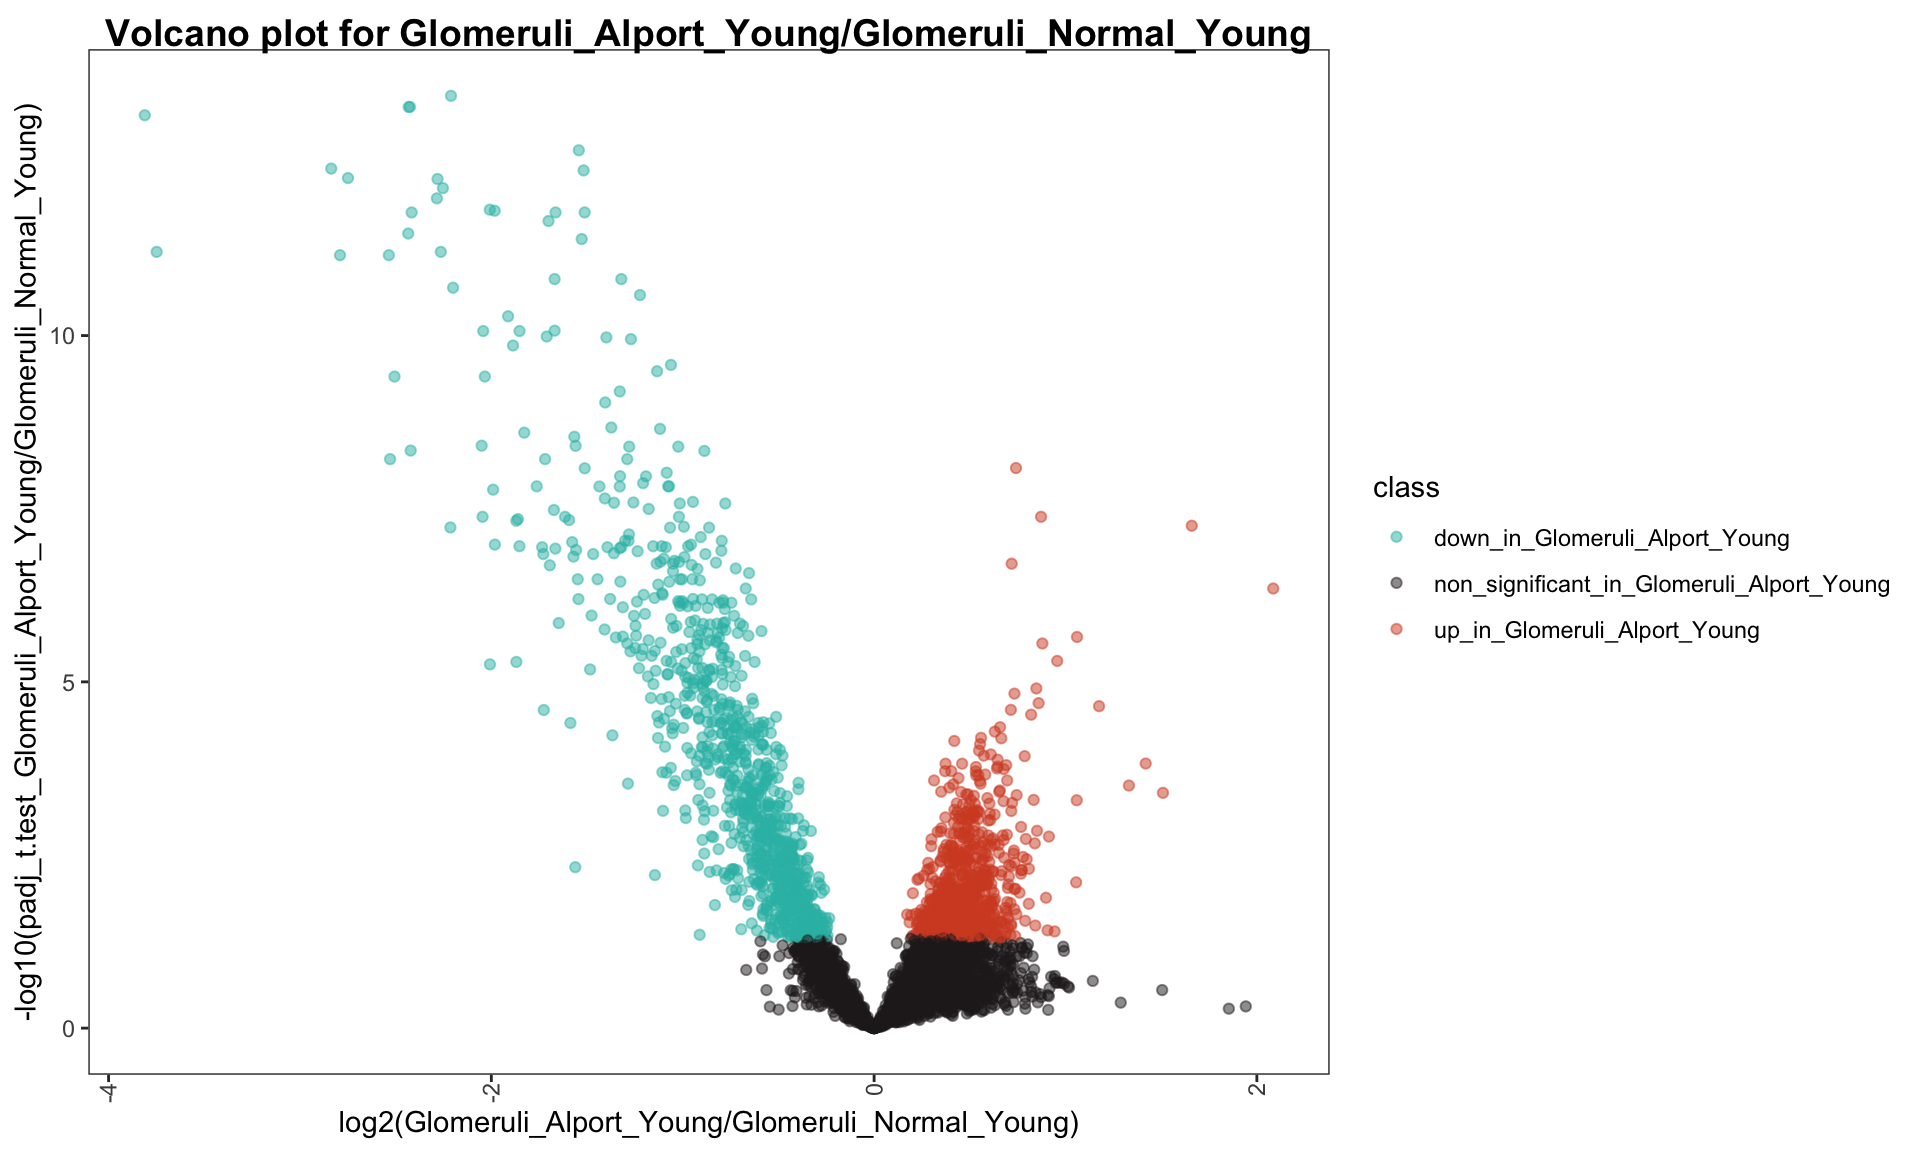 Volcano plot for Glomeruli_Alport_Young/Glomeruli_Normal_Young
-log10(padj_t.test_Glomeruli_Alport_Young/Glomeruli_Normal_Young)
10
5
0
-4
-2
0
2
log2(Glomeruli_Alport_Young/Glomeruli_Normal_Young)
class
down_in_Glomeruli_Alport_Young
non_significant_in_Glomeruli_Alport_Young
up_in_Glomeruli_Alport_Young